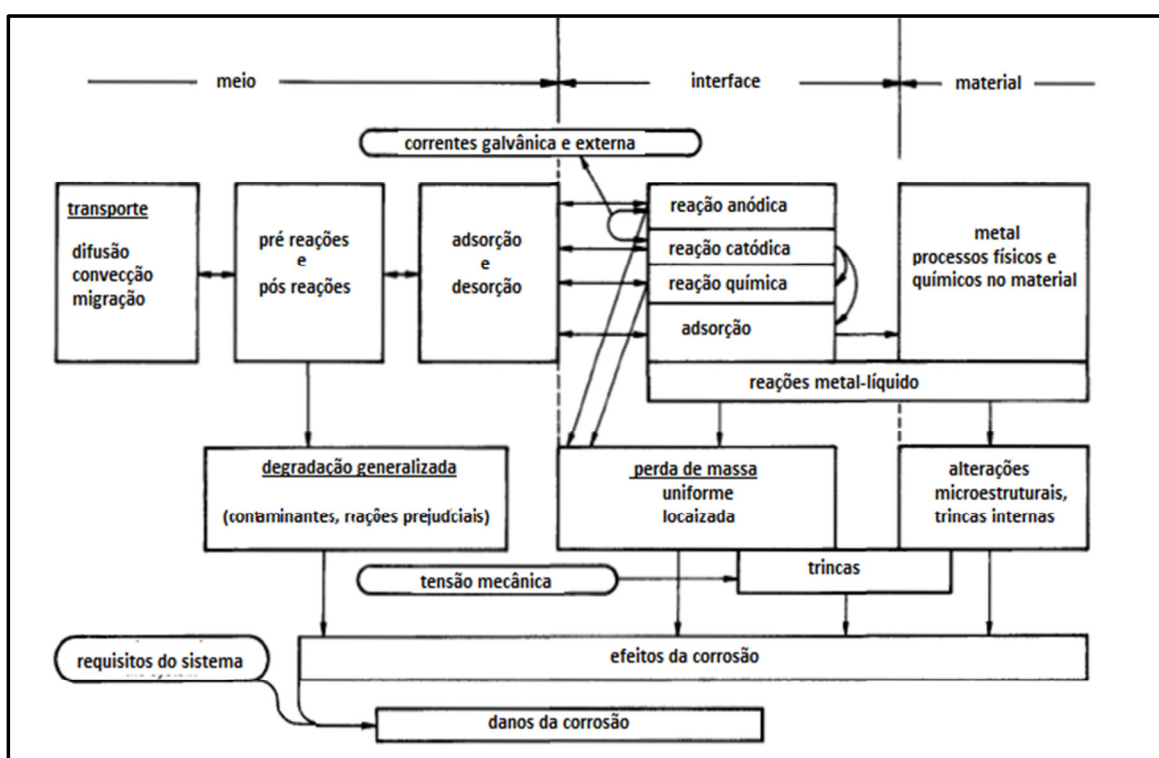 meio
interface
material
correntes galvânica e externa
transporte
difusão
convecção
migração
pré reações
e
pós reações
adsorção
e
desorção
reação anódica
reação catódica
reação química
adsorção
metal
processos físicos e
químicos no material
reações metal-líquido
degradação generalizada
(contaminantes, reações prejudciais)
perda de massa
uniforme
locaizada
alterações
microestruturais,
trincas internas
tensão mecânica
trincas
requisitos do sistema
efeitos da corrosão
danos da corrosão